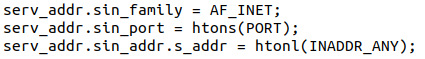 serv_addr.sin_family = AF_INET;
serv_addr.sin_port = htons(PORT);
serv_addr.sin_addr.s_addr = htonl(INADDR_ANY);